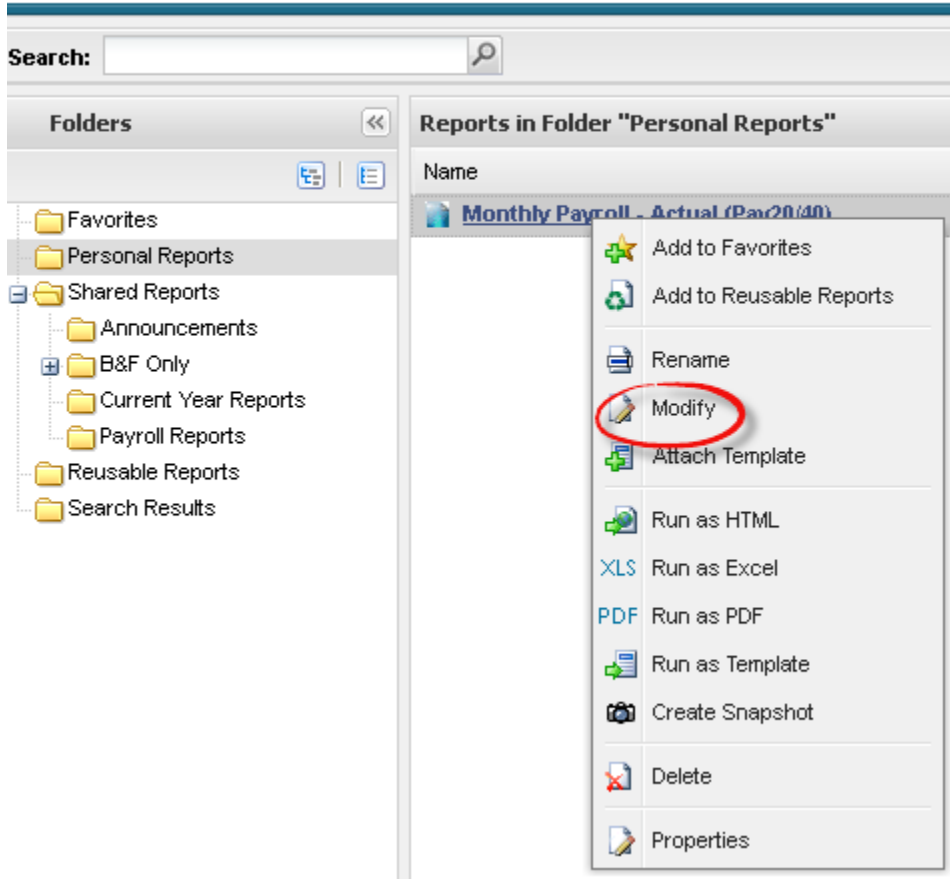 Search:
Folders
Reports in Folder "Personal Reports"
Name
Favorites
Personal Reports
Shared Reports
Announcements
B&F Only
Current Year Reports
Payroll Reports
Reusable Reports
Search Results
Monthly Payroll - Actual (Pay20/40)
Add to Favorites
Add to Reusable Reports
Rename
Modify
Attach Template
Run as HTML
XLS Run as Excel
PDF Run as PDF
Run as Template
Create Snapshot
Delete
Properties